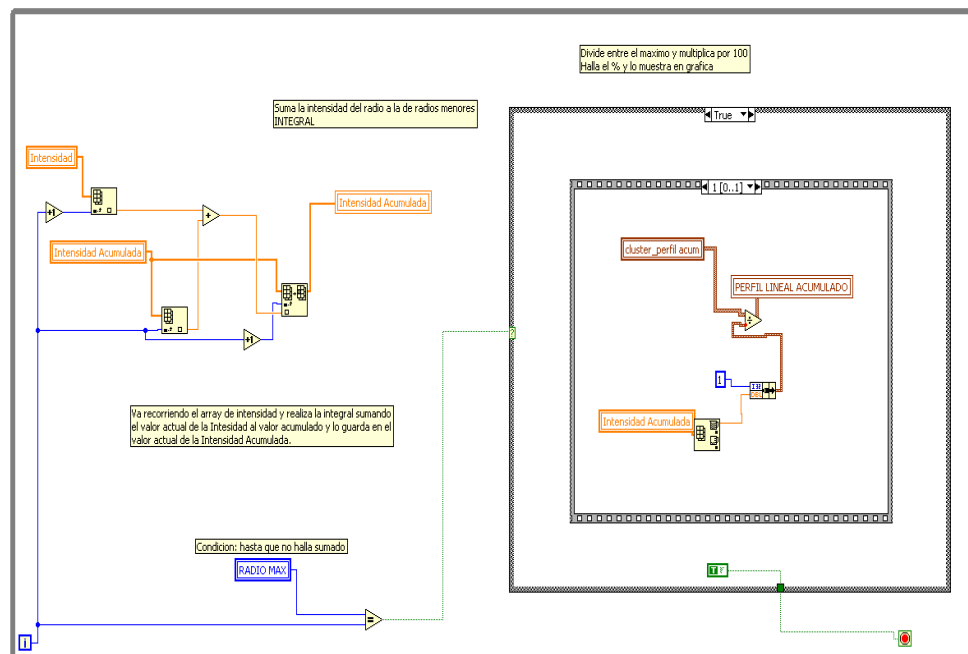 Divide entre el maximo y multiplica por 100
Halla el % y lo muestra en grafica
Suma la intensidad del radio a la de radios menores
INTEGRAL
True
Intensidad
+1
+
Intensidad Acumulada
Intensidad Acumulada
+1
1 [0..1]
cluster_perfil acum
PERFIL LINEAL ACUMULADO
÷
1
Intensidad Acumulada
Va recorriendo el array de intensidad y realiza la integral sumando
el valor actual de la Intesidad al valor acumulado y lo guarda en el
valor actual de la Intensidad Acumulada.
Condicion: hasta que no halla sumado
RADIO MAX
=
T
i